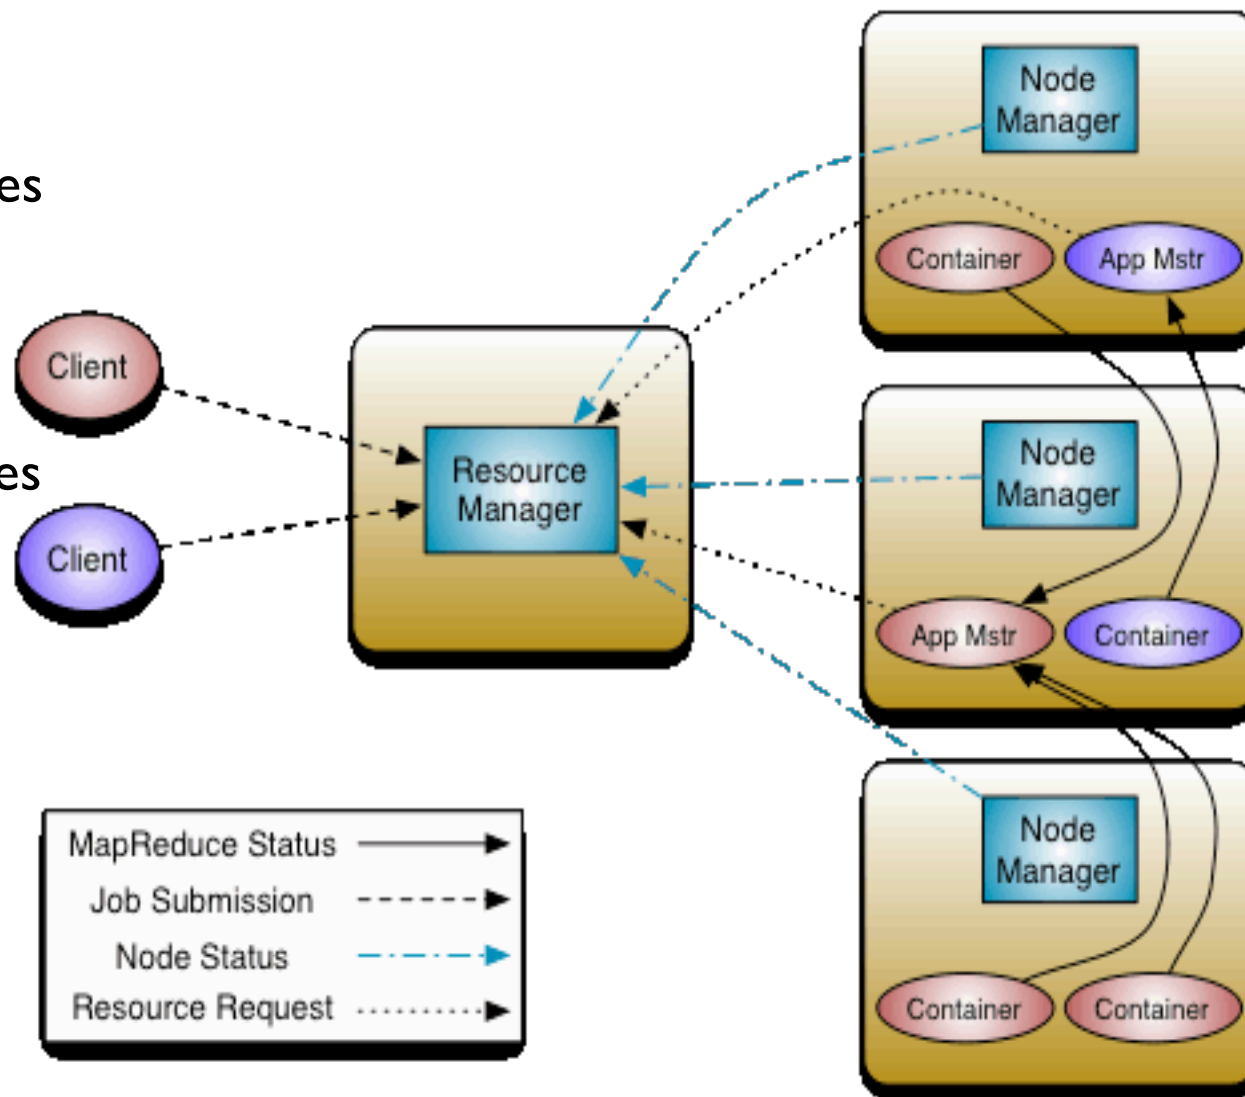 es
es
Client
Client
Resource
Manager
Node
Manager
Container
App Mstr
Node
Manager
App Mstr
Container
Node
Manager
Container
Container
MapReduce Status
Job Submission
Node Status
Resource Request